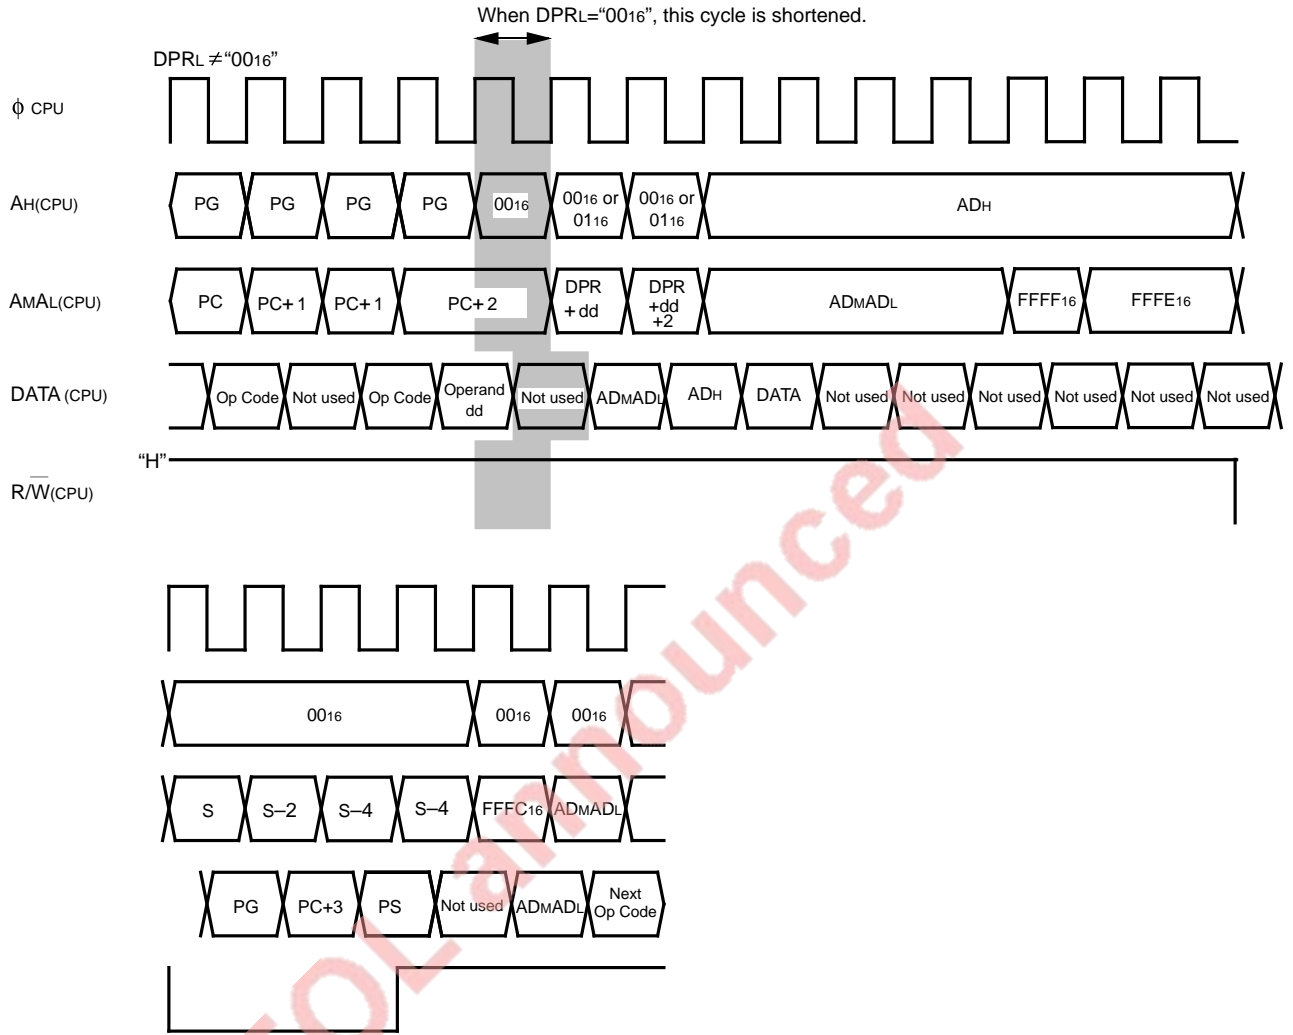 When DPRL=“0016”, this cycle is shortened.
DPRL ≠“0016”
ϕ CPU
AH(CPU) PG PG PG PG 0016 0016 or 0116 0016 or 0116 ADH
AMAL(CPU) PC PC+1 PC+1 PC+2 DPR +dd DPR +dd +2 ADMADL FFFF16 FFFE16
DATA (CPU) Op Code Not used Op Code Operand dd Not used ADMADL ADH DATA Not used Not used Not used Not used Not used Not used
“H”
R/W̅(CPU)
0016 0016 0016
S S–2 S–4 S–4 FFFC16 ADMADL
PG PC+3 PS Not used ADMADL Next Op Code
EOL announced